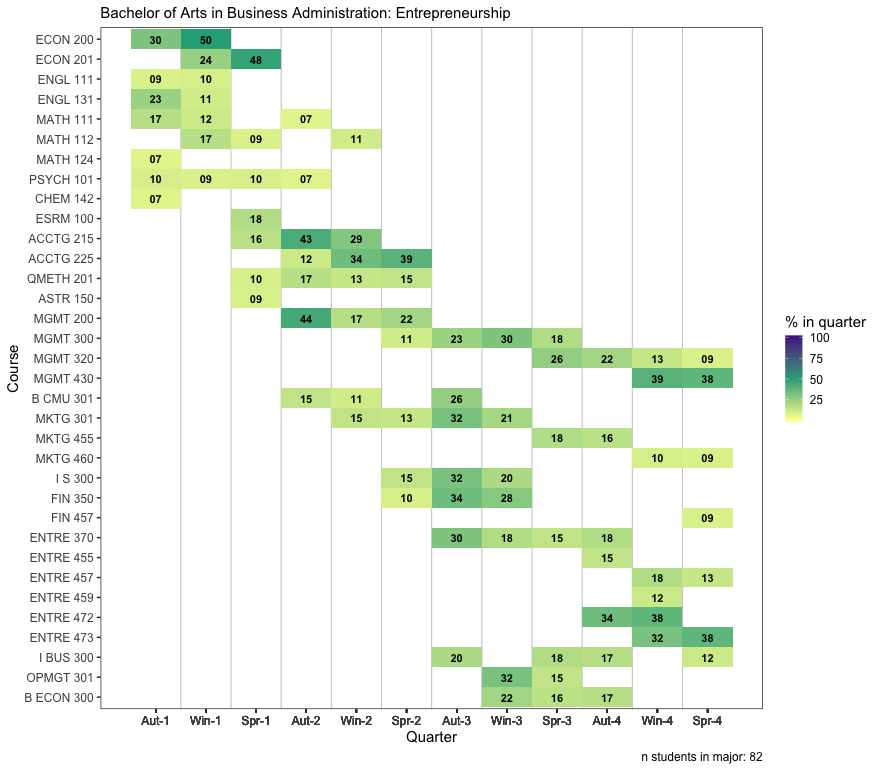 Bachelor of Arts in Business Administration: Entrepreneurship
ECON 200 30 50
ECON 201 24 48
ENGL 111 09 10
ENGL 131 23 11
MATH 111 17 12 07
MATH 112 17 09 11
MATH 124 07
PSYCH 101 10 09 10 07
CHEM 142 07
ESRM 100 18
ACCTG 215 16 43 29
ACCTG 225 12 34 39
QMETH 201 10 17 13 15
ASTR 150 09
MGMT 200 44 17 22
MGMT 300 11 23 30 18
MGMT 320 26 22 13 09
MGMT 430 39 38
B CMU 301 15 11 26
MKTG 301 15 13 32 21
MKTG 455 18 16
MKTG 460 10 09
I S 300 15 32 20
FIN 350 10 34 28
FIN 457 09
ENTRE 370 30 18 15 18
ENTRE 455 15
ENTRE 457 18 13
ENTRE 459 12
ENTRE 472 34 38
ENTRE 473 32 38
I BUS 300 20 18 17 12
OPMGT 301 32 15
B ECON 300 22 16 17
Aut-1 Win-1 Spr-1 Aut-2 Win-2 Spr-2 Aut-3 Win-3 Spr-3 Aut-4 Win-4 Spr-4
Quarter
Course
% in quarter
100
75
50
25
n students in major: 82